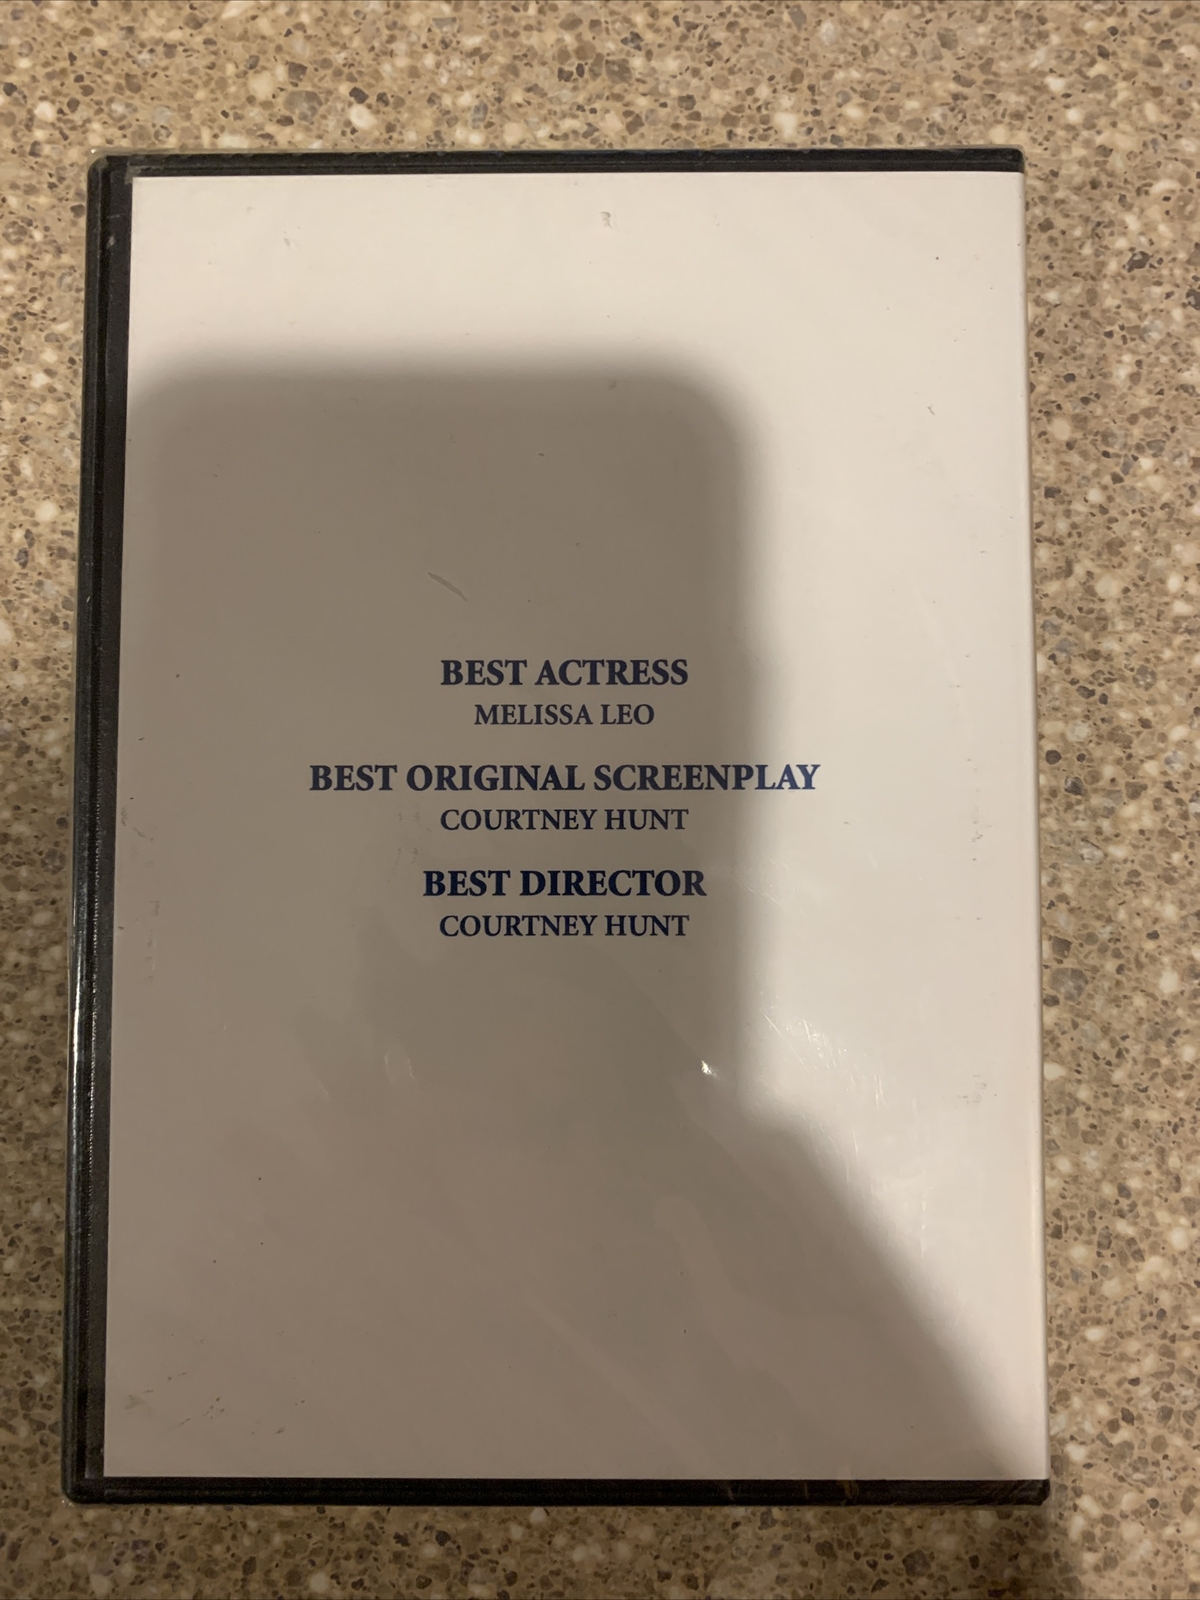 BEST ACTRESS
MELISSA LEO
BEST ORIGINAL SCREENPLAY
COURTNEY HUNT
BEST DIRECTOR
COURTNEY HUNT